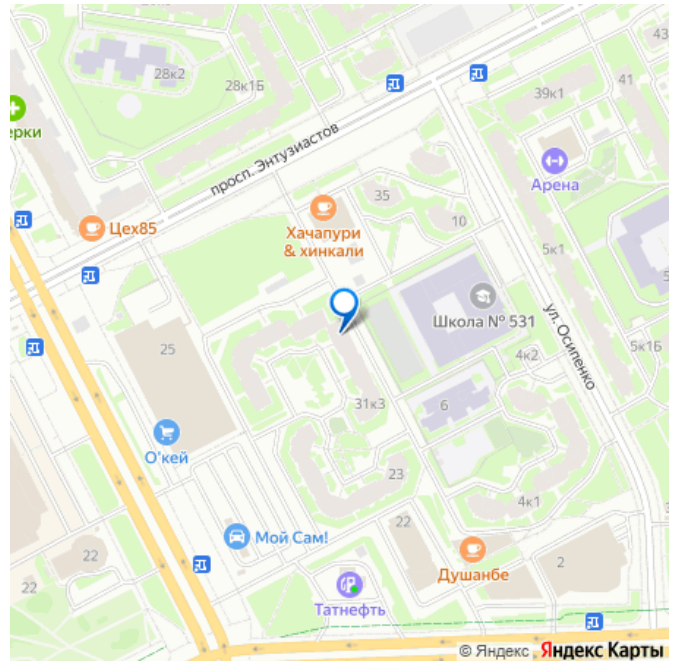 43
28к2
28к1Б
41
39к1
ерки
просп. Энтузиастов
Арена
35
10
Цех85
Хачапури
& хинкали
5к1
Школа № 531
ул. Осипенко
25
4к2
5к1Б
31к3
6
О'кей
23
4к1
3
Мой Сам!
22
22
Душанбе
2
22
Татнефть
© Яндекс Яндекс Карты